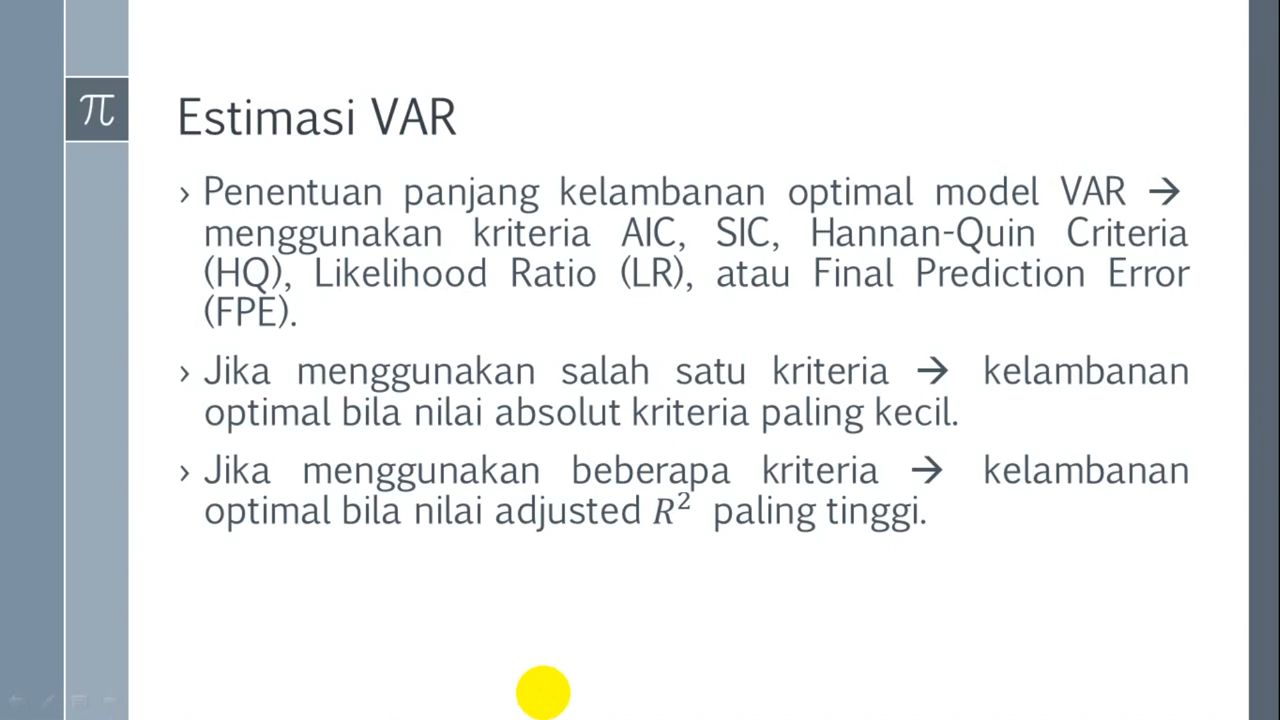 π
Estimasi VAR
› Penentuan panjang kelambanan optimal model VAR →
menggunakan kriteria AIC, SIC, Hannan-Quin Criteria
(HQ), Likelihood Ratio (LR), atau Final Prediction Error
(FPE).
› Jika menggunakan salah satu kriteria → kelambanan
optimal bila nilai absolut kriteria paling kecil.
› Jika menggunakan beberapa kriteria → kelambanan
optimal bila nilai adjusted R² paling tinggi.